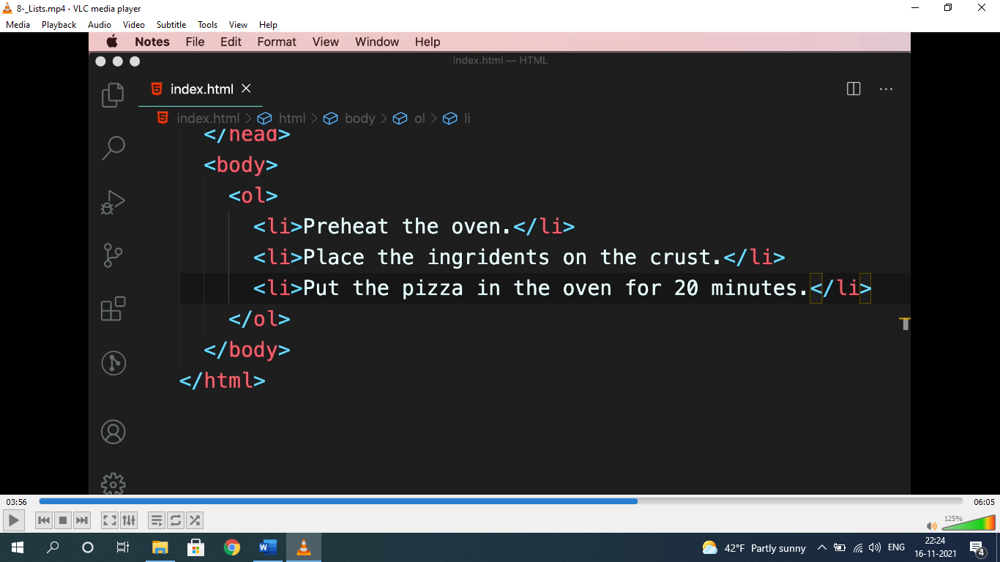 8-_Lists.mp4 - VLC media player
Media Playback Audio Video Subtitle Tools View Help
Notes File Edit Format View Window Help
index.html — HTML
index.html
index.html > html > body > ol > li
</head>
<body>
<ol>
<li>Preheat the oven.</li>
<li>Place the ingridents on the crust.</li>
<li>Put the pizza in the oven for 20 minutes.</li>
</ol>
</body>
</html>
03:56 06:05
125%
42°F Partly sunny ENG 22:24
16-11-2021 4